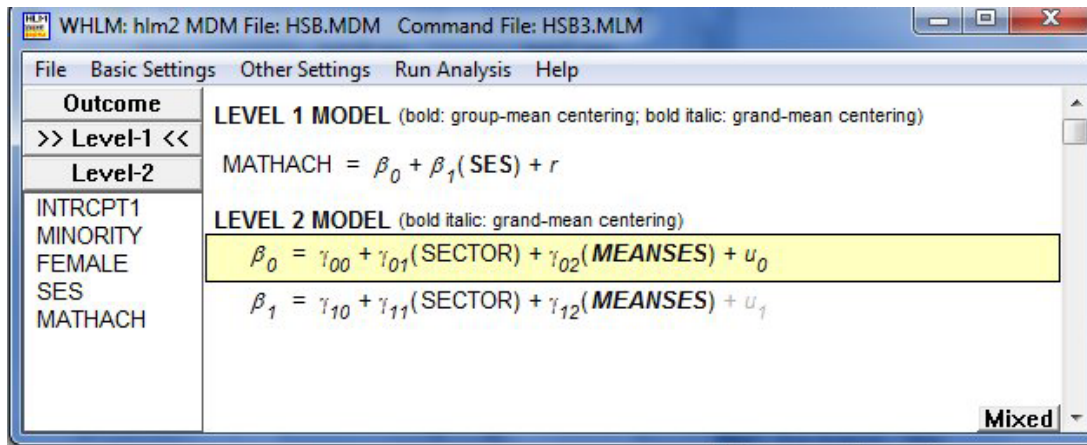 WHLM: hlm2 MDM File: HSB.MDM Command File: HSB3.MLM
File Basic Settings Other Settings Run Analysis Help
Outcome
>> Level-1 <<
Level-2
INTRCPT1
MINORITY
FEMALE
SES
MATHACH
LEVEL 1 MODEL (bold: group-mean centering; bold italic: grand-mean centering)
MATHACH = β0 + β1(SES) + r
LEVEL 2 MODEL (bold italic: grand-mean centering)
β0 = γ00 + γ01(SECTOR) + γ02(MEANSES) + u0
β1 = γ10 + γ11(SECTOR) + γ12(MEANSES) + u1
Mixed